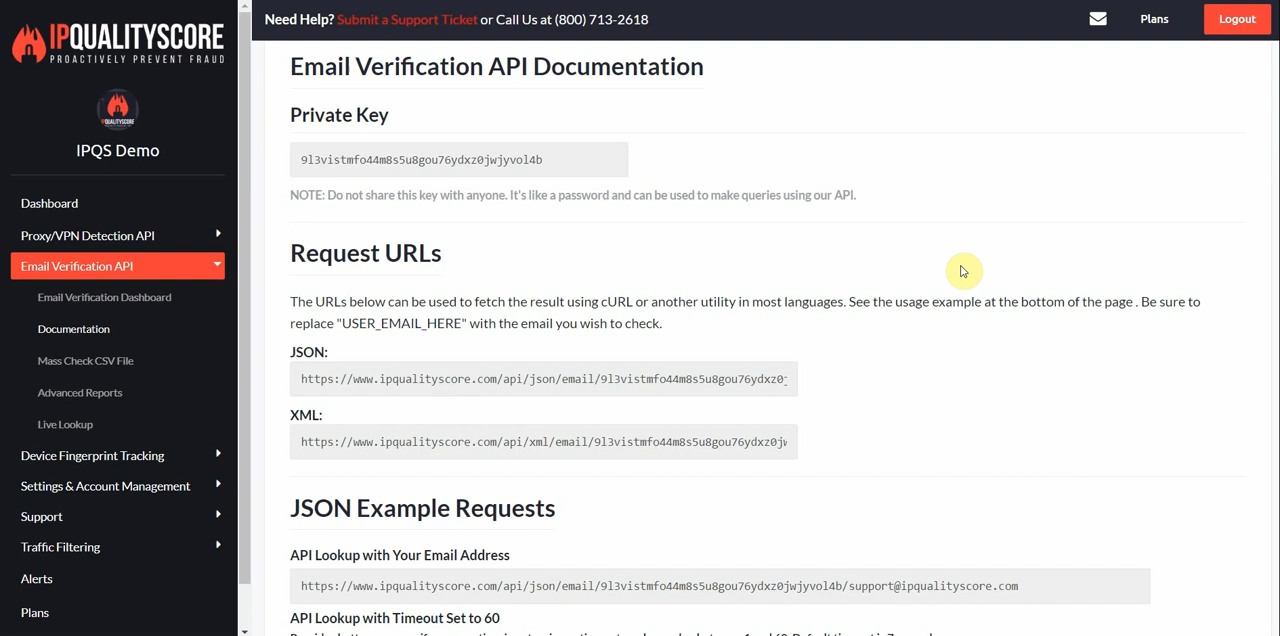 Need Help? Submit a Support Ticket or Call Us at (800) 713-2618
Plans
Logout
IPQUALITYSCORE
PROACTIVELY PREVENT FRAUD
IPQS Demo
Dashboard
Proxy/VPN Detection API
Email Verification API
Email Verification Dashboard
Documentation
Mass Check CSV File
Advanced Reports
Live Lookup
Device Fingerprint Tracking
Settings & Account Management
Support
Traffic Filtering
Alerts
Plans
Email Verification API Documentation
Private Key
9l3vistmfo44m8s5u8gou76ydxz0jwjyvol4b
NOTE: Do not share this key with anyone. It's like a password and can be used to make queries using our API.
Request URLs
The URLs below can be used to fetch the result using cURL or another utility in most languages. See the usage example at the bottom of the page . Be sure to
replace "USER_EMAIL_HERE" with the email you wish to check.
JSON:
https://www.ipqualityscore.com/api/json/email/9l3vistmfo44m8s5u8gou76ydxz0j
XML:
https://www.ipqualityscore.com/api/xml/email/9l3vistmfo44m8s5u8gou76ydxz0jw
JSON Example Requests
API Lookup with Your Email Address
https://www.ipqualityscore.com/api/json/email/9l3vistmfo44m8s5u8gou76ydxz0jwjyvol4b/support@ipqualityscore.com
API Lookup with Timeout Set to 60